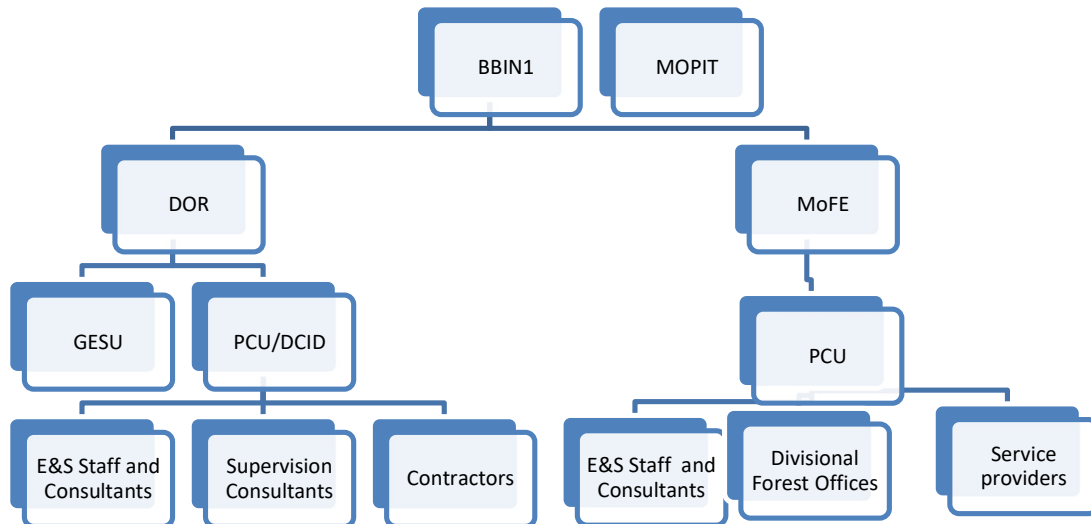 BBIN1
MOPIT
DOR
MoFE
GESU
PCU/DCID
PCU
E&S Staff and
Consultants
Supervision
Consultants
Contractors
E&S Staff and
Consultants
Divisional
Forest Offices
Service
providers